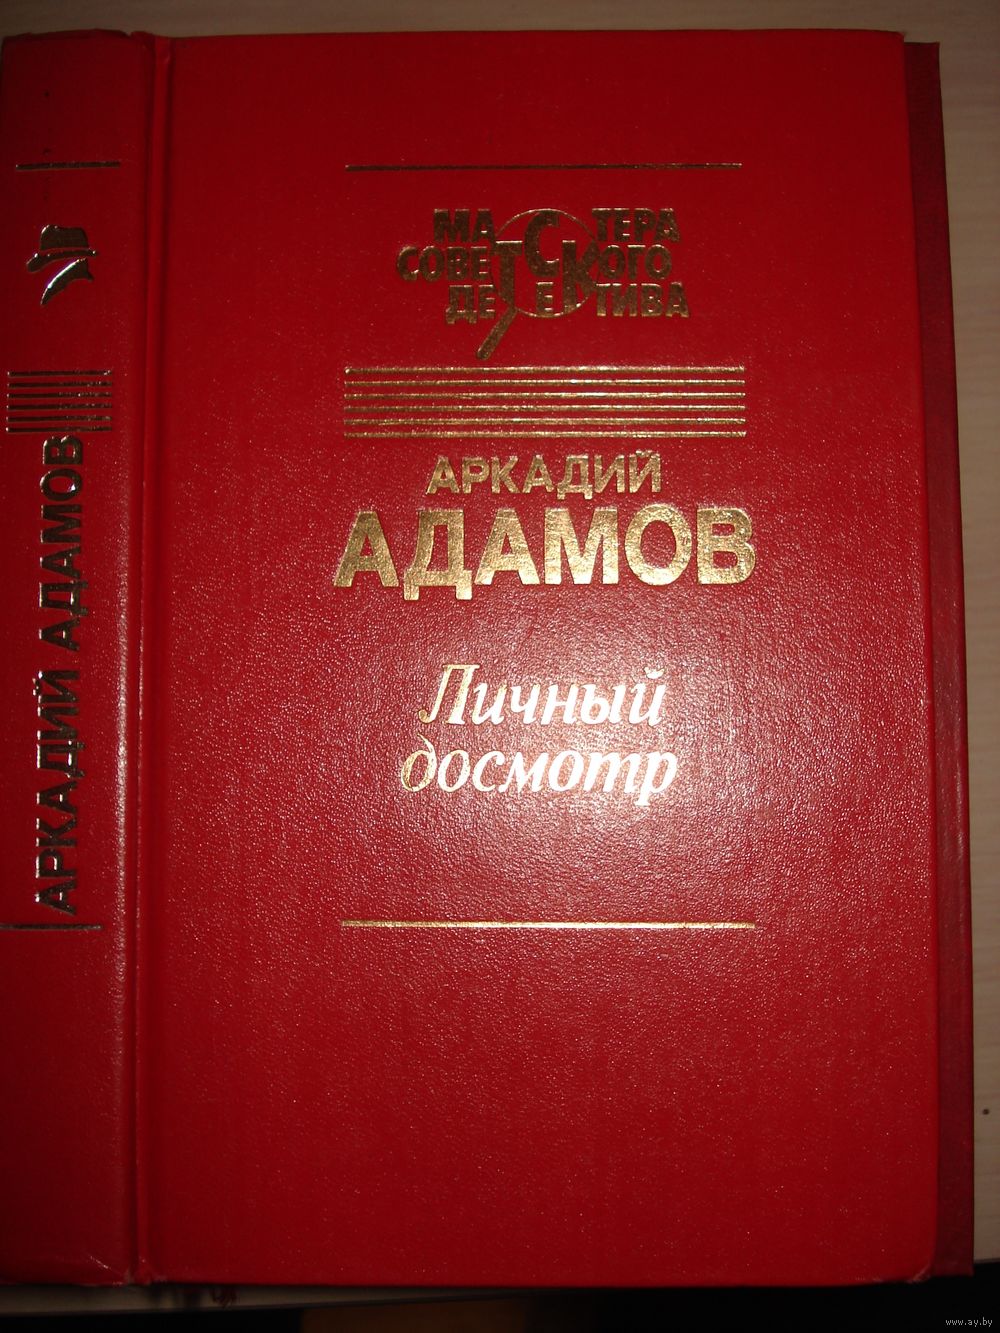 МАСТЕРА
СОВЕТСКОГО
ДЕТЕКТИВА
АРКАДИЙ
АДАМОВ
Личный
досмотр
АРКАДИЙ АДАМОВ
www.ay.by